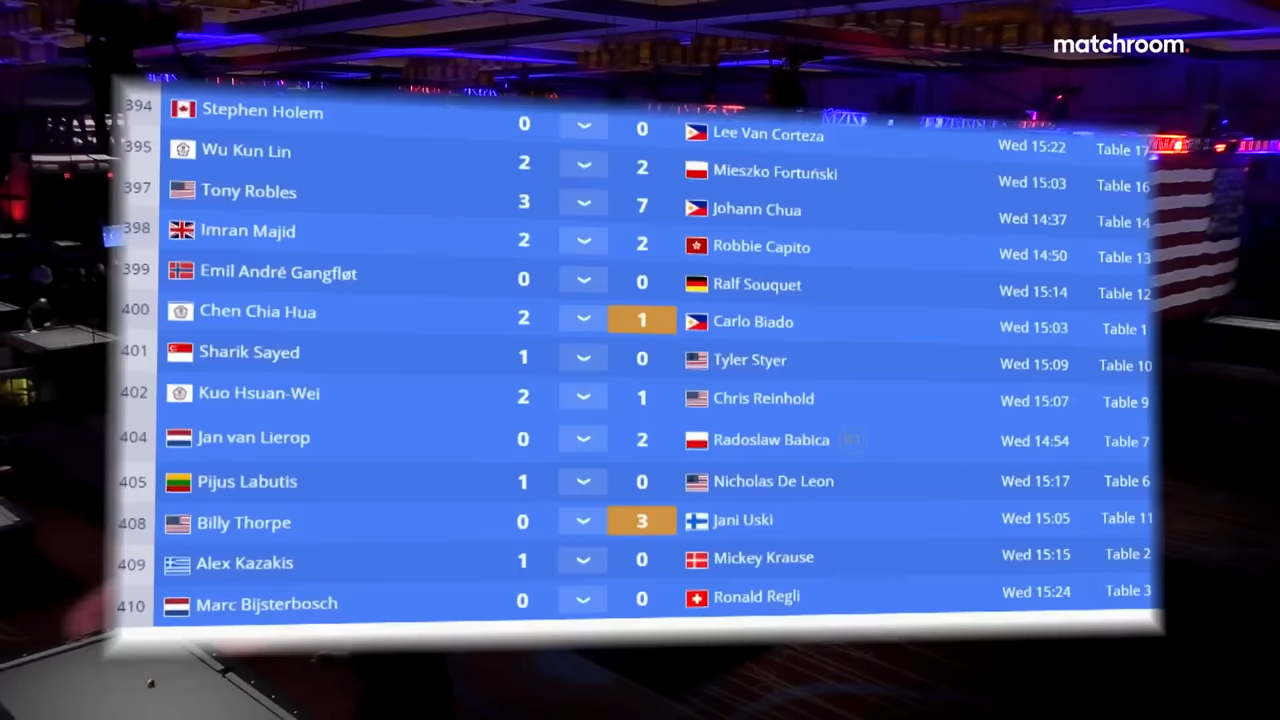 matchroom.
394 Stephen Holem 0 0 Lee Van Corteza Wed 15:22 Table 17
395 Wu Kun Lin 2 2 Mieszko Fortuński Wed 15:03 Table 16
397 Tony Robles 3 7 Johann Chua Wed 14:37 Table 14
398 Imran Majid 2 2 Robbie Capito Wed 14:50 Table 13
399 Emil André Gangfløt 0 0 Ralf Souquet Wed 15:14 Table 12
400 Chen Chia Hua 2 1 Carlo Biado Wed 15:03 Table 1
401 Sharik Sayed 1 0 Tyler Styer Wed 15:09 Table 10
402 Kuo Hsuan-Wei 2 1 Chris Reinhold Wed 15:07 Table 9
404 Jan van Lierop 0 2 Radoslaw Babica Wed 14:54 Table 7
405 Pijus Labutis 1 0 Nicholas De Leon Wed 15:17 Table 6
408 Billy Thorpe 0 3 Jani Uski Wed 15:05 Table 11
409 Alex Kazakis 1 0 Mickey Krause Wed 15:15 Table 2
410 Marc Bijsterbosch 0 0 Ronald Regli Wed 15:24 Table 3